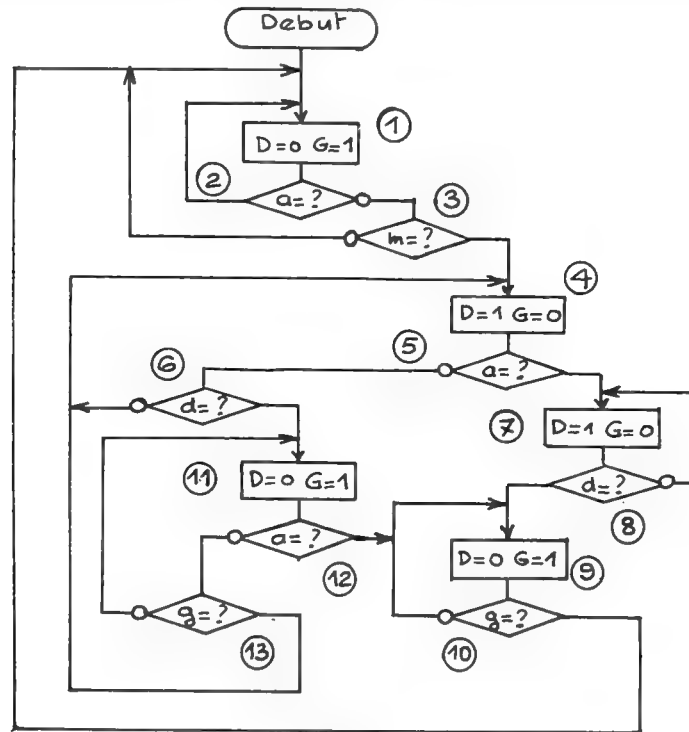 Debut
1
D=0 G=1
2
a=?
3
m=?
4
D=1 G=0
5
a=?
6
d=?
7
D=1 G=0
d=?
8
11
D=0 G=1
a=?
12
D=0 G=1
9
g=?
13
g=?
10